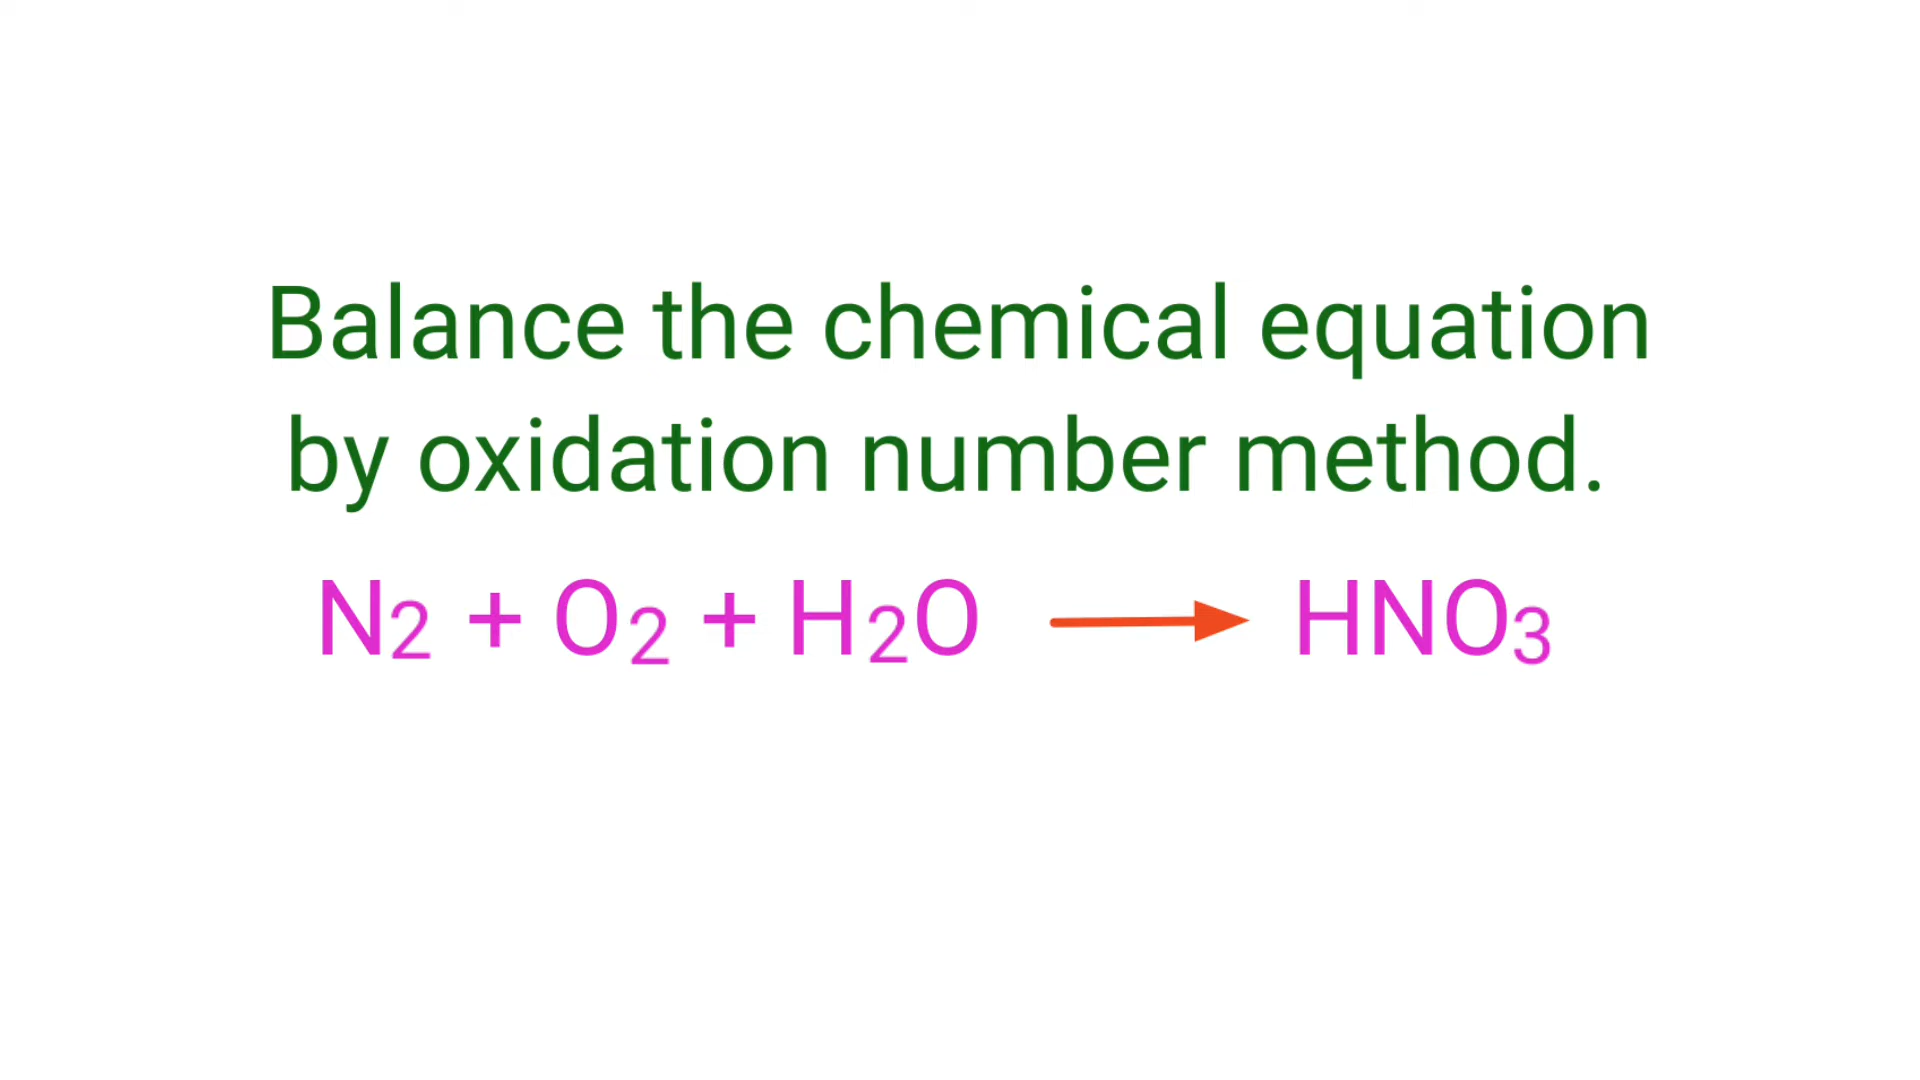 Balance the chemical equation
by oxidation number method.
N2 + O2 + H2O ⟶ HNO3